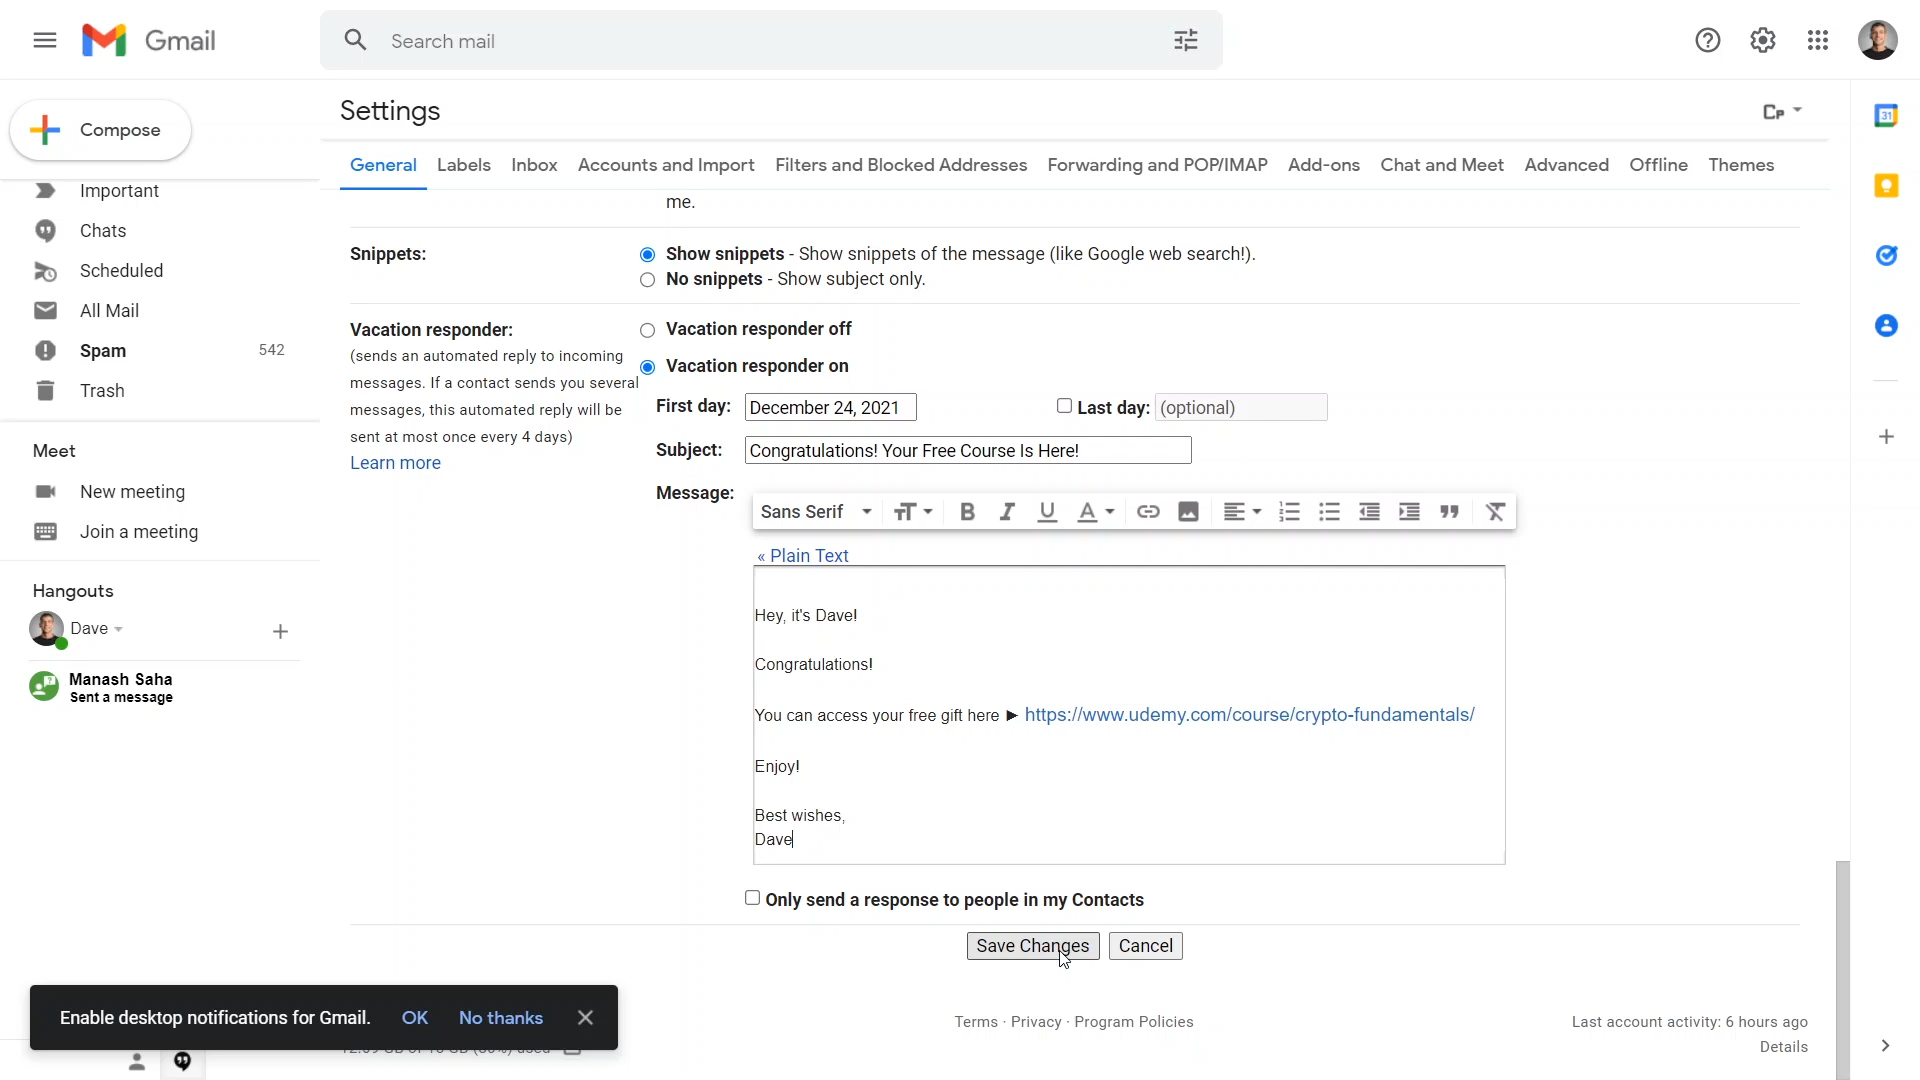 Gmail
Search mail
Compose
Settings
General Labels Inbox Accounts and Import Filters and Blocked Addresses Forwarding and POP/IMAP Add-ons Chat and Meet Advanced Offline Themes
Important
Chats
Scheduled
All Mail
Spam 542
Trash
Meet
New meeting
Join a meeting
Hangouts
Dave
Manash Saha
Sent a message
me.
Snippets:
Show snippets - Show snippets of the message (like Google web search!).
No snippets - Show subject only.
Vacation responder:
(sends an automated reply to incoming
messages. If a contact sends you several
messages, this automated reply will be
sent at most once every 4 days)
Learn more
Vacation responder off
Vacation responder on
First day: December 24, 2021 Last day: (optional)
Subject: Congratulations! Your Free Course Is Here!
Message:
Sans Serif
« Plain Text
Hey, it's Dave!
Congratulations!
You can access your free gift here ► https://www.udemy.com/course/crypto-fundamentals/
Enjoy!
Best wishes,
Dave
Only send a response to people in my Contacts
Save Changes Cancel
Enable desktop notifications for Gmail. OK No thanks
Terms · Privacy · Program Policies
Last account activity: 6 hours ago
Details
31